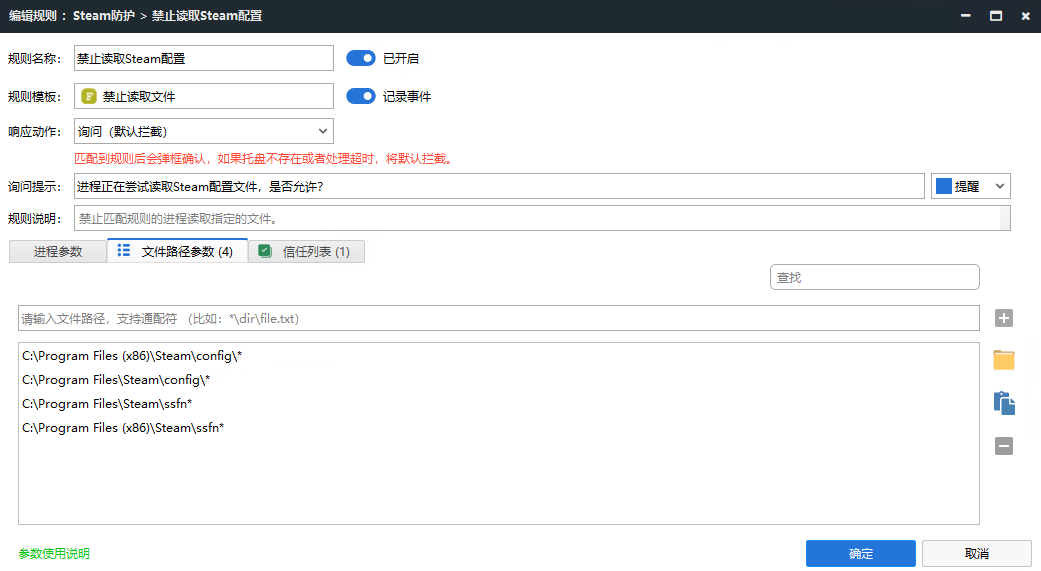 编辑规则： Steam防护 > 禁止读取Steam配置
规则名称： 禁止读取Steam配置 已开启
规则模板： F 禁止读取文件 记录事件
响应动作： 询问（默认拦截）
匹配到规则后会弹框确认，如果托盘不存在或者处理超时，将默认拦截。
询问提示： 进程正在尝试读取Steam配置文件，是否允许？ 提醒
规则说明： 禁止匹配规则的进程读取指定的文件。
进程参数 文件路径参数 (4) 信任列表 (1)
查找
请输入文件路径，支持通配符 （比如：*\dir\file.txt）
C:\Program Files (x86)\Steam\config\*
C:\Program Files\Steam\config\*
C:\Program Files\Steam\ssfn*
C:\Program Files (x86)\Steam\ssfn*
参数使用说明 确定 取消